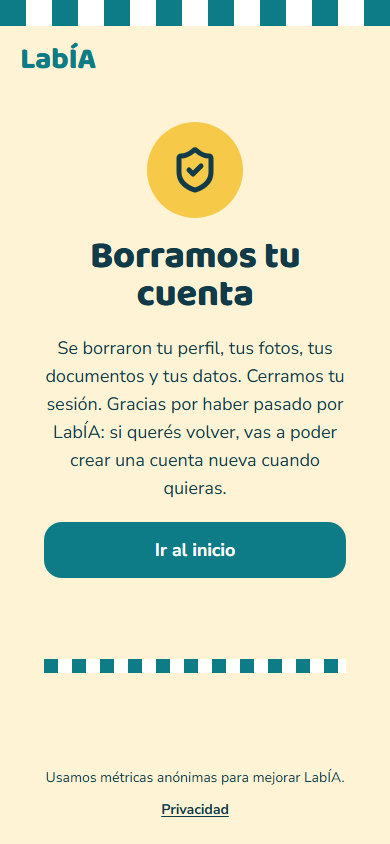 LabÍA
Borramos tu
cuenta
Se borraron tu perfil, tus fotos, tus
documentos y tus datos. Cerramos tu
sesión. Gracias por haber pasado por
LabÍA: si querés volver, vas a poder
crear una cuenta nueva cuando
quieras.
Ir al inicio
Usamos métricas anónimas para mejorar LabÍA.
Privacidad